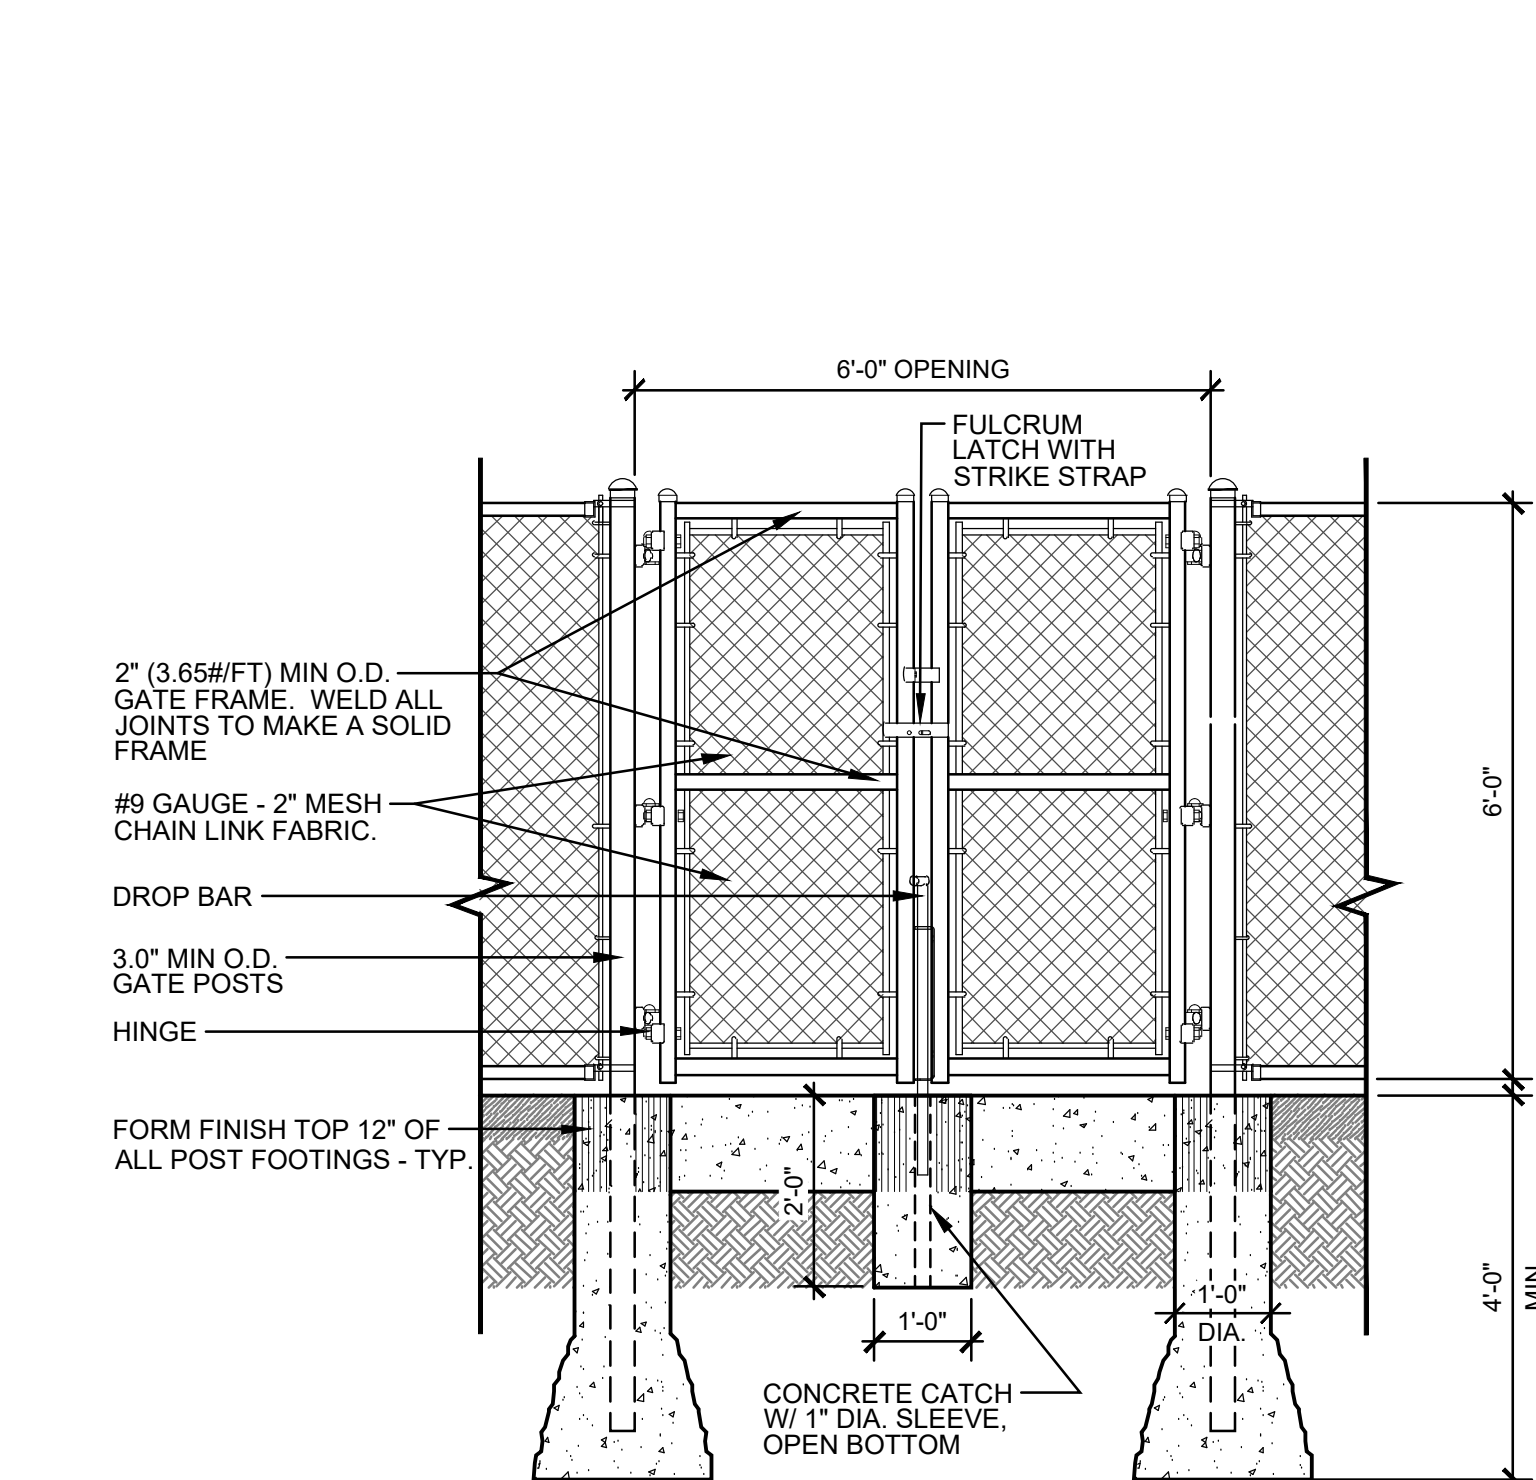 6'-0" OPENING
FULCRUM
LATCH WITH
STRIKE STRAP
2" (3.65#/FT) MIN O.D.
GATE FRAME. WELD ALL
JOINTS TO MAKE A SOLID
FRAME
#9 GAUGE - 2" MESH
CHAIN LINK FABRIC.
DROP BAR
3.0" MIN O.D.
GATE POSTS
HINGE
FORM FINISH TOP 12" OF
ALL POST FOOTINGS - TYP.
6'-0"
2'-0"
1'-0"
1'-0"
DIA.
4'-0"
MIN
CONCRETE CATCH
W/ 1" DIA. SLEEVE,
OPEN BOTTOM